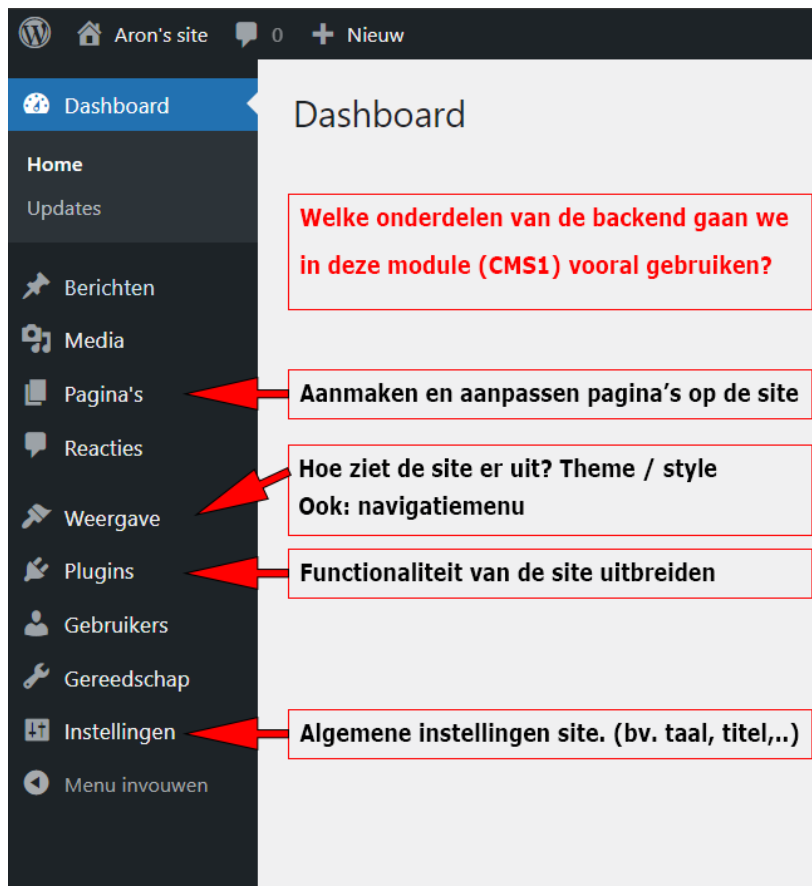 Aron's site 0 Nieuw
Dashboard
Home
Updates
Berichten
Media
Pagina's
Reacties
Weergave
Plugins
Gebruikers
Gereedschap
Instellingen
Menu invouwen
Dashboard
Welke onderdelen van de backend gaan we
in deze module (CMS1) vooral gebruiken?
Aanmaken en aanpassen pagina’s op de site
Hoe ziet de site er uit? Theme / style
Ook: navigatiemenu
Functionaliteit van de site uitbreiden
Algemene instellingen site. (bv. taal, titel,..)